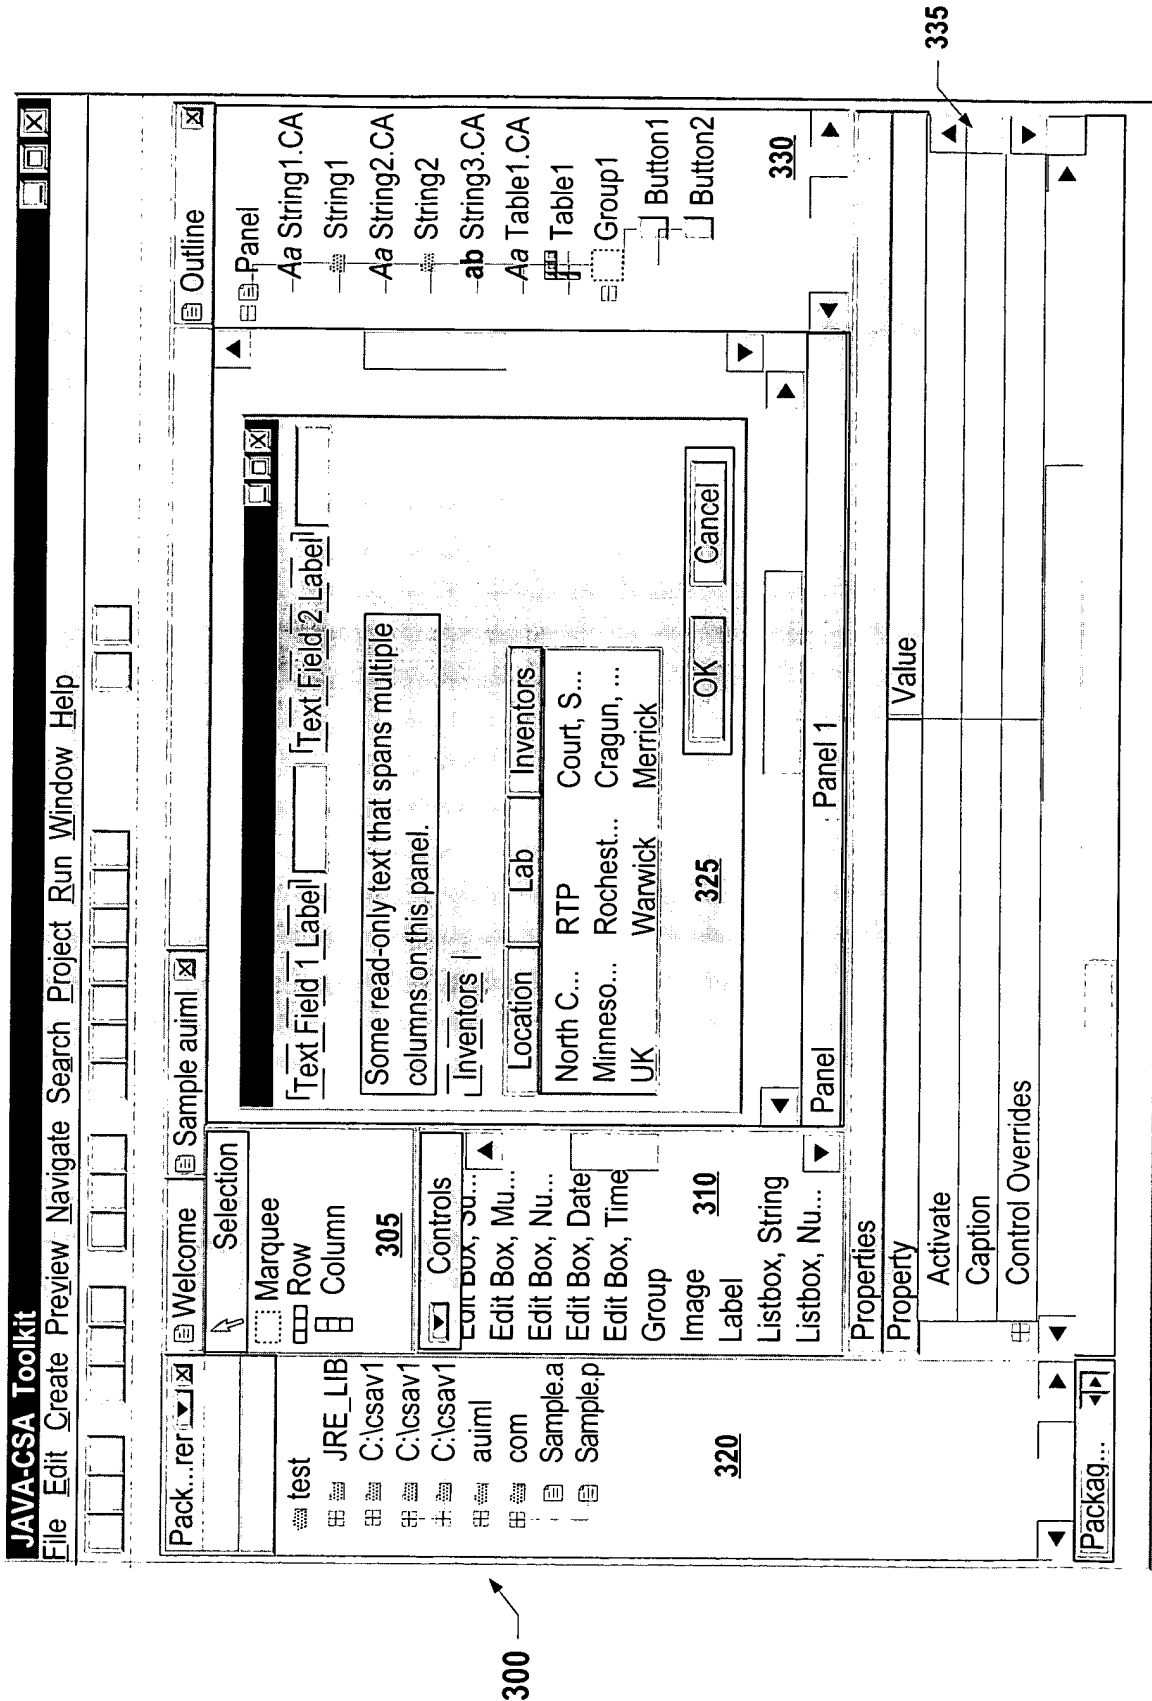 JAVA-CSA Toolkit
File Edit Create Preview Navigate Search Project Run Window Help
Pack...rer
test
JRE_LIB
C:\csav1
C:\csav1
C:\csav1
auiml
com
Sample.a
Sample.p
320
Packag...
Welcome
Sample auiml
Selection
Marquee
Row
Column
305
Controls
Edit Box, Su...
Edit Box, Mu...
Edit Box, Nu...
Edit Box, Date
Edit Box, Time
Group
Image
Label
Listbox, String
Listbox, Nu...
310
Text Field 1 Label
Text Field 2 Label
Some read-only text that spans multiple
columns on this panel.
Inventors
Location Lab Inventors
North C... RTP Court, S...
Minneso... Rochest... Cragun, ...
UK Warwick Merrick
325
OK Cancel
Panel Panel 1
Outline
Panel
Aa String1.CA
String1
Aa String2.CA
String2
ab String3.CA
Aa Table1.CA
Table1
Group1
Button1
Button2
330
Properties
Property Value
Activate
Caption
Control Overrides
335
300